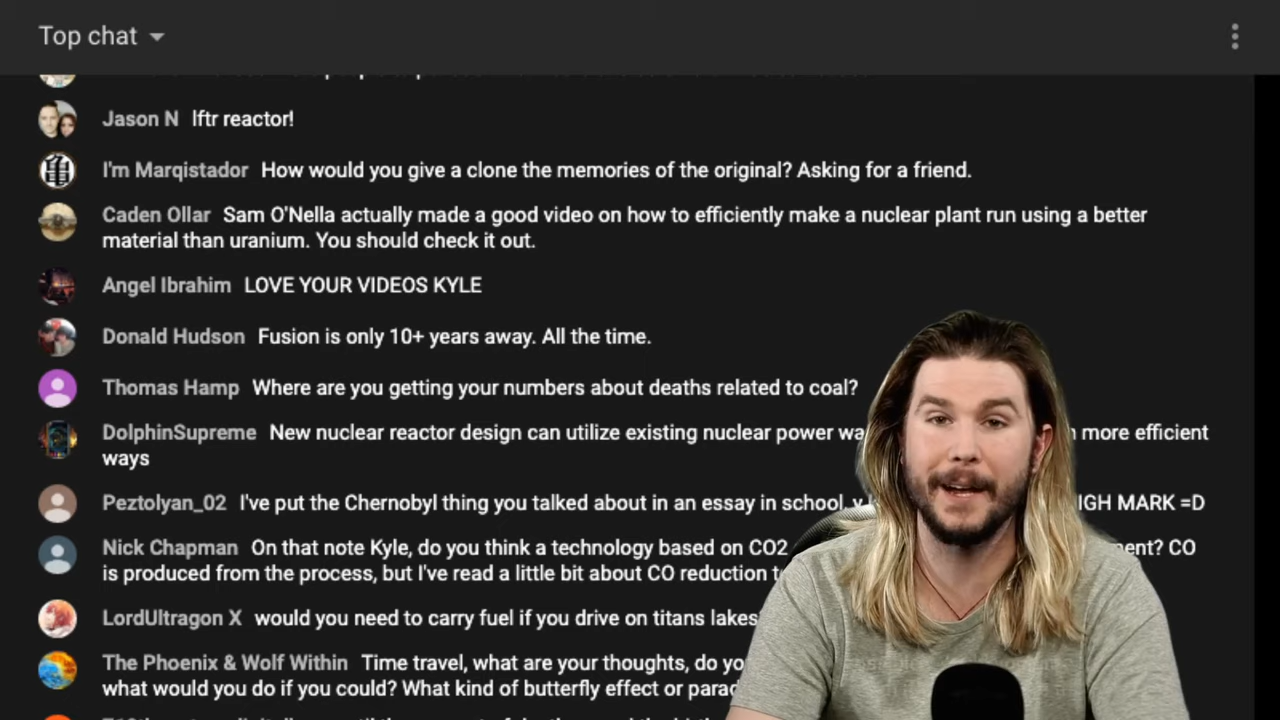 Top chat
Jason N lftr reactor!
I'm Marqistador How would you give a clone the memories of the original? Asking for a friend.
Caden Ollar Sam O'Nella actually made a good video on how to efficiently make a nuclear plant run using a better
material than uranium. You should check it out.
Angel Ibrahim LOVE YOUR VIDEOS KYLE
Donald Hudson Fusion is only 10+ years away. All the time.
Thomas Hamp Where are you getting your numbers about deaths related to coal?
DolphinSupreme New nuclear reactor design can utilize existing nuclear power more efficient
ways
Peztolyan_02 I've put the Chernobyl thing you talked about in an essay in school, MARK =D
Nick Chapman On that note Kyle, do you think a technology based on CO2 CO
is produced from the process, but I've read a little bit about CO reduction
LordUltragon X would you need to carry fuel if you drive on titans lakes
The Phoenix & Wolf Within Time travel, what are your thoughts, do
what would you do if you could? What kind of butterfly effect or